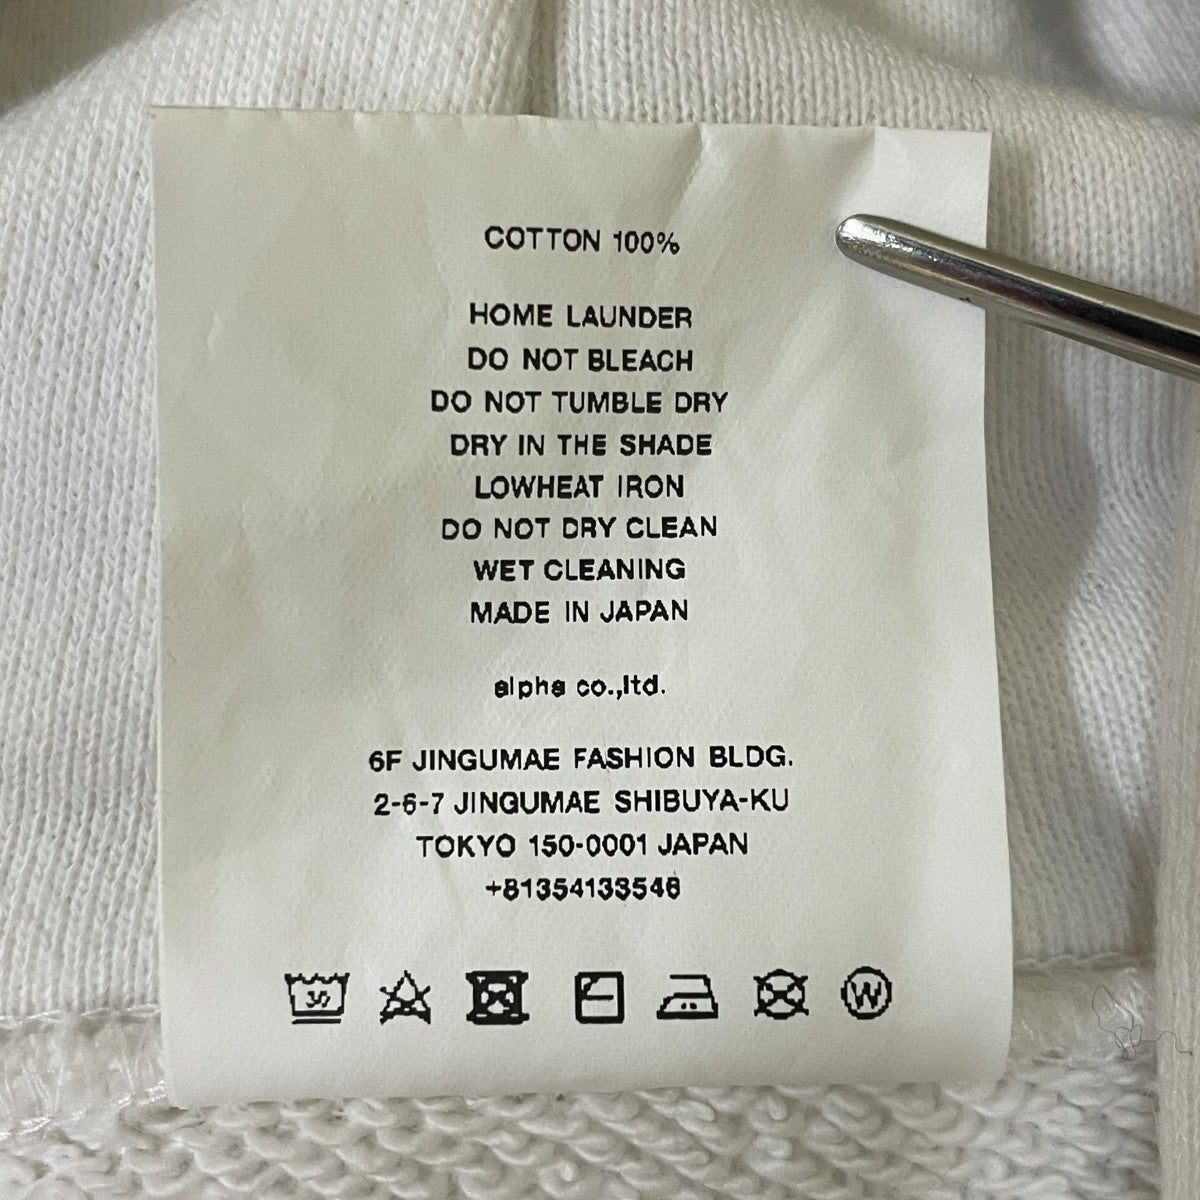 COTTON 100%
HOME LAUNDER
DO NOT BLEACH
DO NOT TUMBLE DRY
DRY IN THE SHADE
LOWHEAT IRON
DO NOT DRY CLEAN
WET CLEANING
MADE IN JAPAN
alpha co.,ltd.
6F JINGUMAE FASHION BLDG.
2-6-7 JINGUMAE SHIBUYA-KU
TOKYO 150-0001 JAPAN
+81354133546
30 W